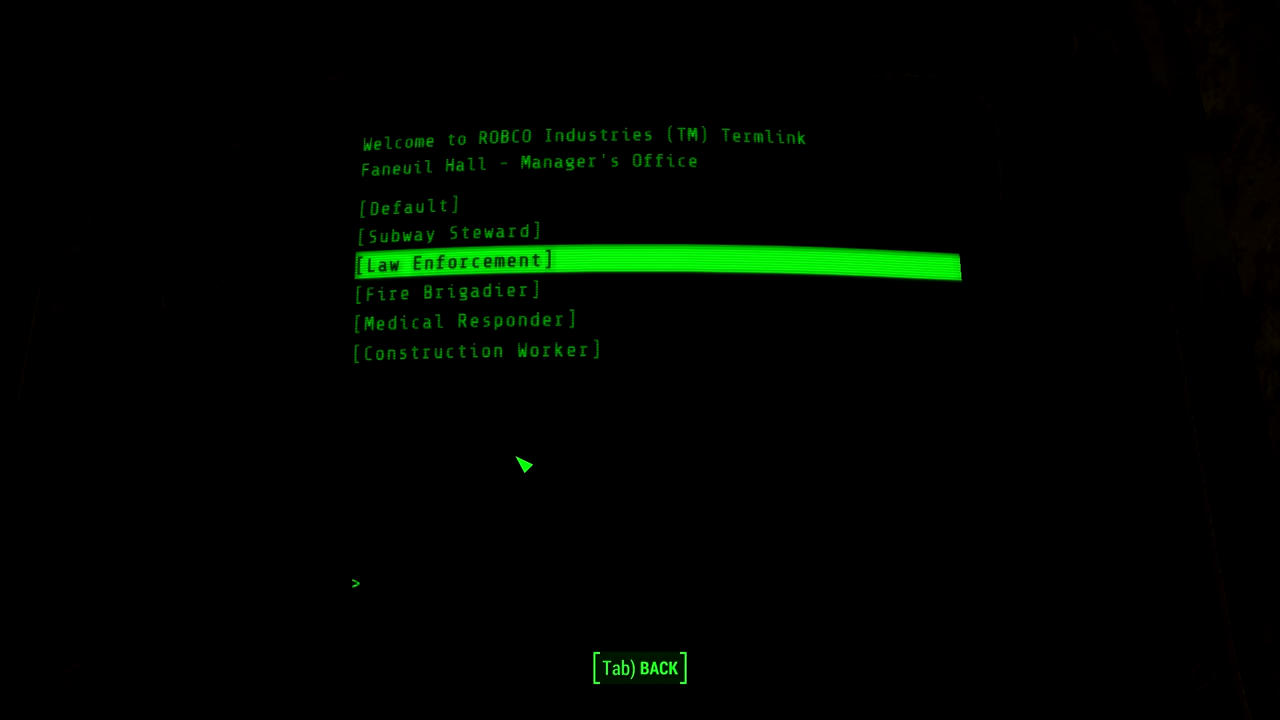 Welcome to ROBCO Industries (TM) Termlink
Faneuil Hall - Manager's Office
[Default]
[Subway Steward]
[Law Enforcement]
[Fire Brigadier]
[Medical Responder]
[Construction Worker]
>
[Tab) BACK]